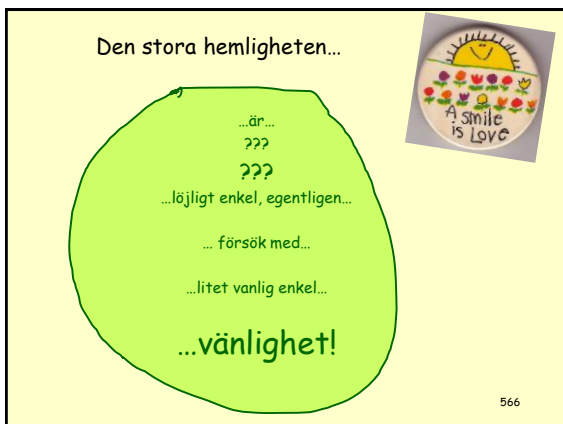 Den stora hemligheten…
A smile
is Love
…är…
???
???
…löjligt enkel, egentligen…
… försök med…
…litet vanlig enkel…
…vänlighet!
566